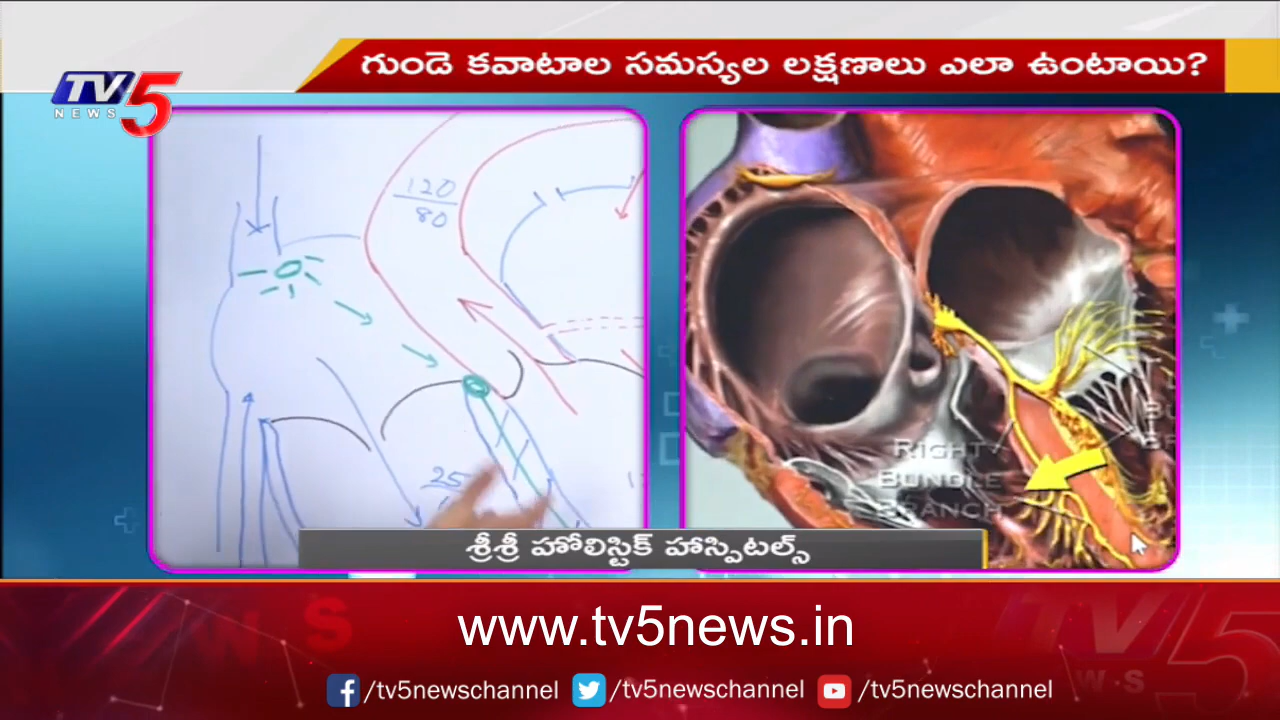 గుండె కవాటాల సమస్యల లక్షణాలు ఎలా ఉంటాయి?
TV5
NEWS
120
80
25
RIGHT
BUNDLE
BRANCH
శ్రీశ్రీ హోలిస్టిక్ హాస్పిటల్స్
www.tv5news.in
/tv5newschannel /tv5newschannel /tv5newschannel